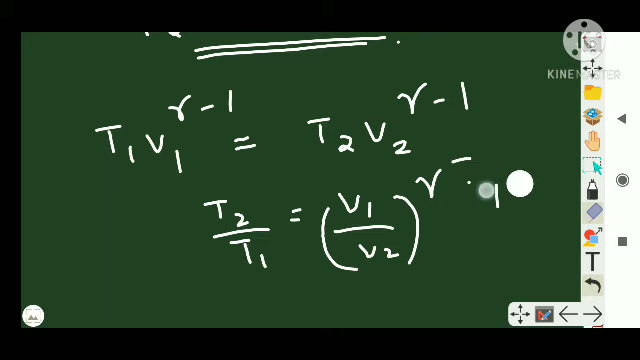 KINEMASTER
T₁V₁^(γ-1) = T₂V₂^(γ-1)
T₂/T₁ = (V₁/V₂)^(γ-1)
T